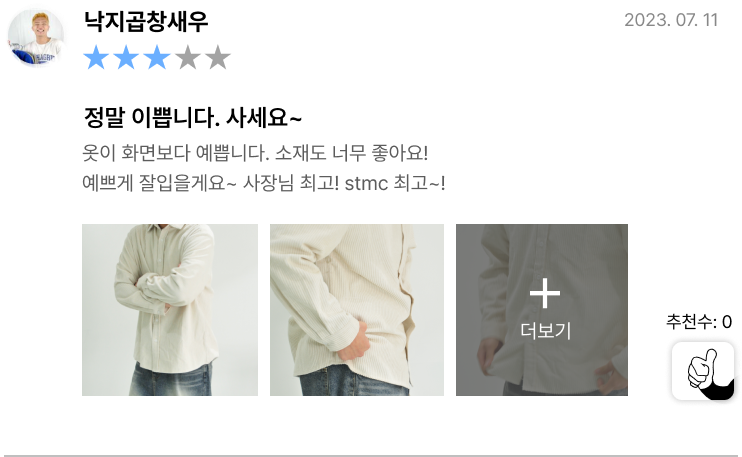 낙지곱창새우
2023. 07. 11
정말 이쁩니다. 사세요~
옷이 화면보다 예쁩니다. 소재도 너무 좋아요!
예쁘게 잘입을게요~ 사장님 최고! stmc 최고~!
더보기
추천수: 0